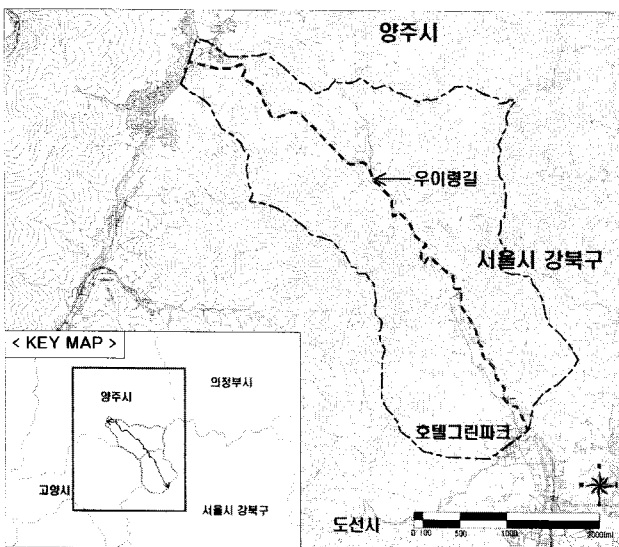 양주시
우이령길
서울시 강북구
< KEY MAP >
양주시
의정부시
고양시
서울시 강북구
호텔그린파크
도선사
0 100 500 1000 2000(m)